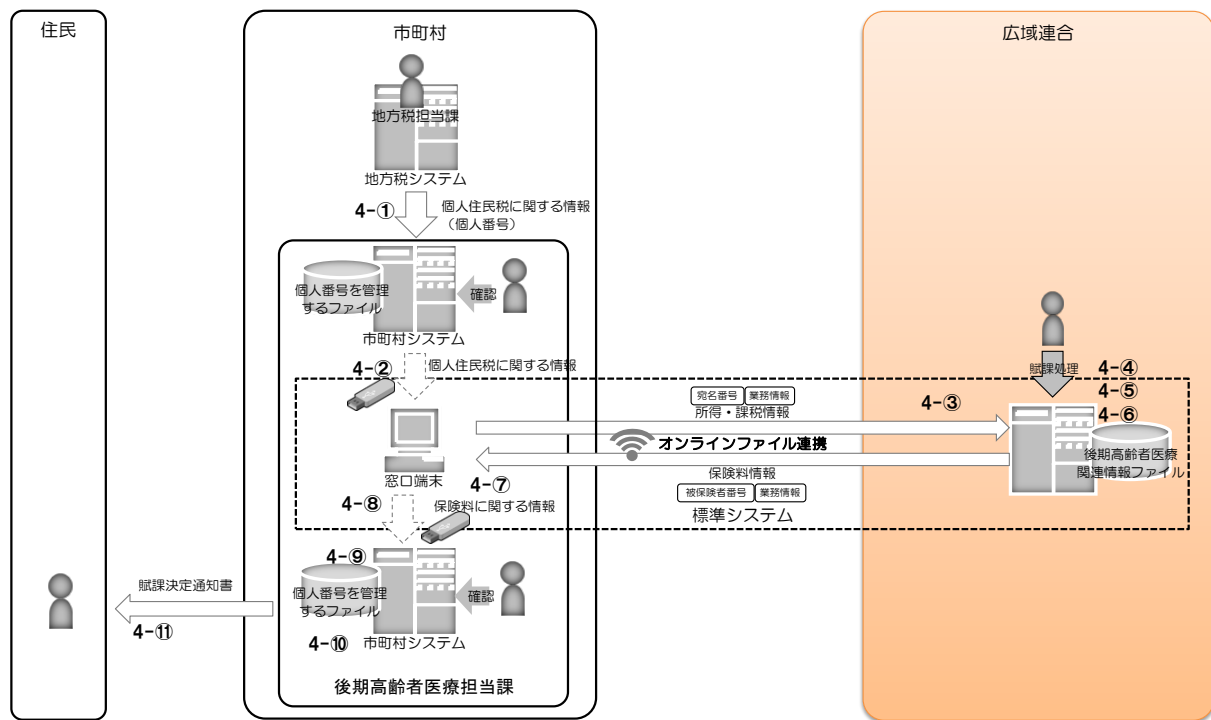 住民
市町村
広域連合
地方税担当課
地方税システム
4-①
個人住民税に関する情報
（個人番号）
個人番号を管理
するファイル
確認
市町村システム
4-②
個人住民税に関する情報
宛名番号
業務情報
所得・課税情報
4-③
賦課処理
4-④
4-⑤
4-⑥
オンラインファイル連携
後期高齢者医療
関連情報ファイル
窓口端末
4-⑦
保険料情報
被保険者番号
業務情報
標準システム
4-⑧
保険料に関する情報
4-⑨
個人番号を管理
するファイル
確認
4-⑩
市町村システム
賦課決定通知書
4-⑪
後期高齢者医療担当課